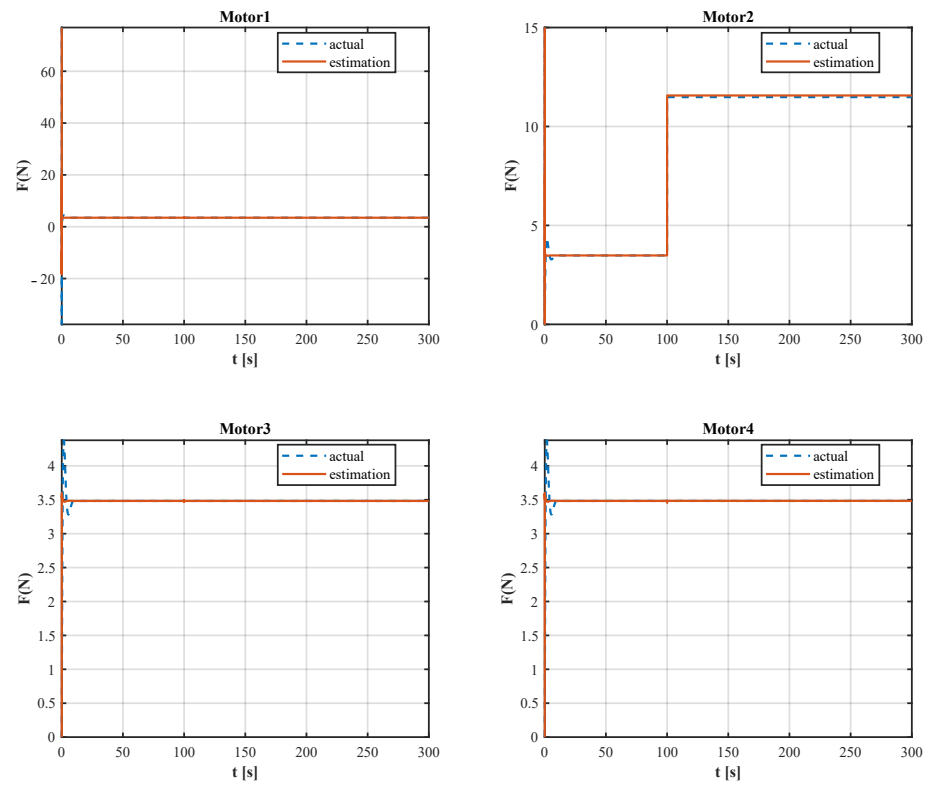 Motor1
actual
estimation
60
40
20
0
- 20
F(N)
0 50 100 150 200 250 300
t [s]
Motor2
actual
estimation
15
10
5
0
F(N)
0 50 100 150 200 250 300
t [s]
Motor3
actual
estimation
4
3.5
3
2.5
2
1.5
1
0.5
0
F(N)
0 50 100 150 200 250 300
t [s]
Motor4
actual
estimation
4
3.5
3
2.5
2
1.5
1
0.5
0
F(N)
0 50 100 150 200 250 300
t [s]